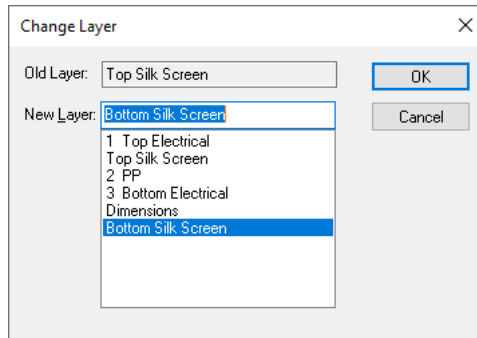 Change Layer
Old Layer: Top Silk Screen OK
New Layer: Bottom Silk Screen Cancel
1 Top Electrical
Top Silk Screen
2 PP
3 Bottom Electrical
Dimensions
Bottom Silk Screen